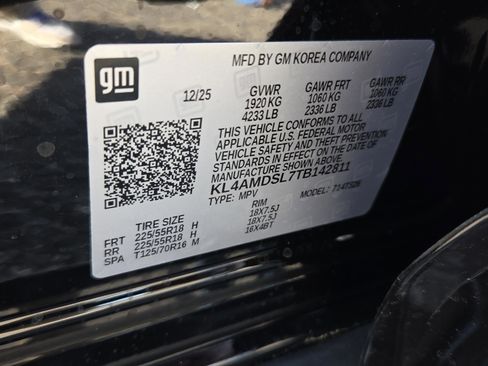 gm
MFD BY GM KOREA COMPANY
12/25 GVWR GAWR FRT GAWR RR
1920 KG 1060 KG 1060 KG
4233 LB 2336 LB 2336 LB
THIS VEHICLE CONFORMS TO ALL
APPLICABLE U.S. FEDERAL MOTOR
VEHICLE SAFETY AND THEFT PREVENTION
STANDARDS IN EFFECT ON THE DATE OF
MANUFACTURE SHOWN ABOVE.
KL4AMDSL7TB142811
TYPE: MPV MODEL:
TIRE SIZE RIM
FRT 225/55R18 H 18X7.5J
RR 225/55R18 H 18X7.5J
SPA T125/70R16 M 16X4BT